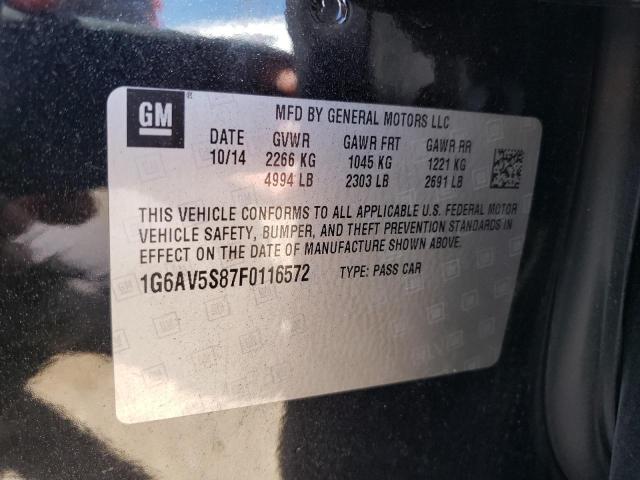 GM ®
MFD BY GENERAL MOTORS LLC
DATE GVWR GAWR FRT GAWR RR
10/14 2266 KG 1045 KG 1221 KG
4994 LB 2303 LB 2691 LB
THIS VEHICLE CONFORMS TO ALL APPLICABLE U.S. FEDERAL MOTOR
VEHICLE SAFETY, BUMPER, AND THEFT PREVENTION STANDARDS IN
EFFECT ON THE DATE OF MANUFACTURE SHOWN ABOVE.
1G6AV5S87F0116572 TYPE: PASS CAR